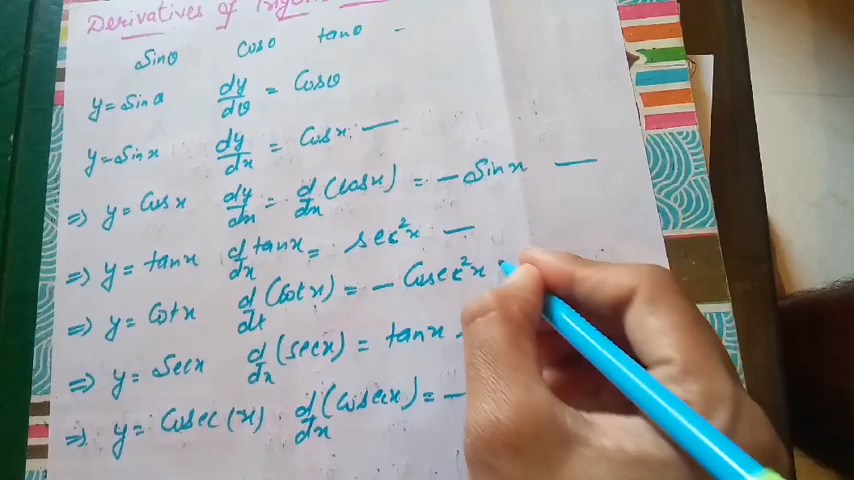 Derivatives of
Sinθ Cosθ tanθ -
y = Sinθ dy/dθ = Cosθ
y = Sinx dy/dx = Cosx —
⇒ y = Cosx dy/dx = d/dx (Cosx) = - Sinx —
⇒ y = tanx d/dx tanx = sec²x —
⇒ y = Cotx d/dx (Cotx) = - Cosec²x
⇒ y = Secx d/dx (secx) = tanx
⇒ y = Cosec(x) d/dx (Cosecx) = -